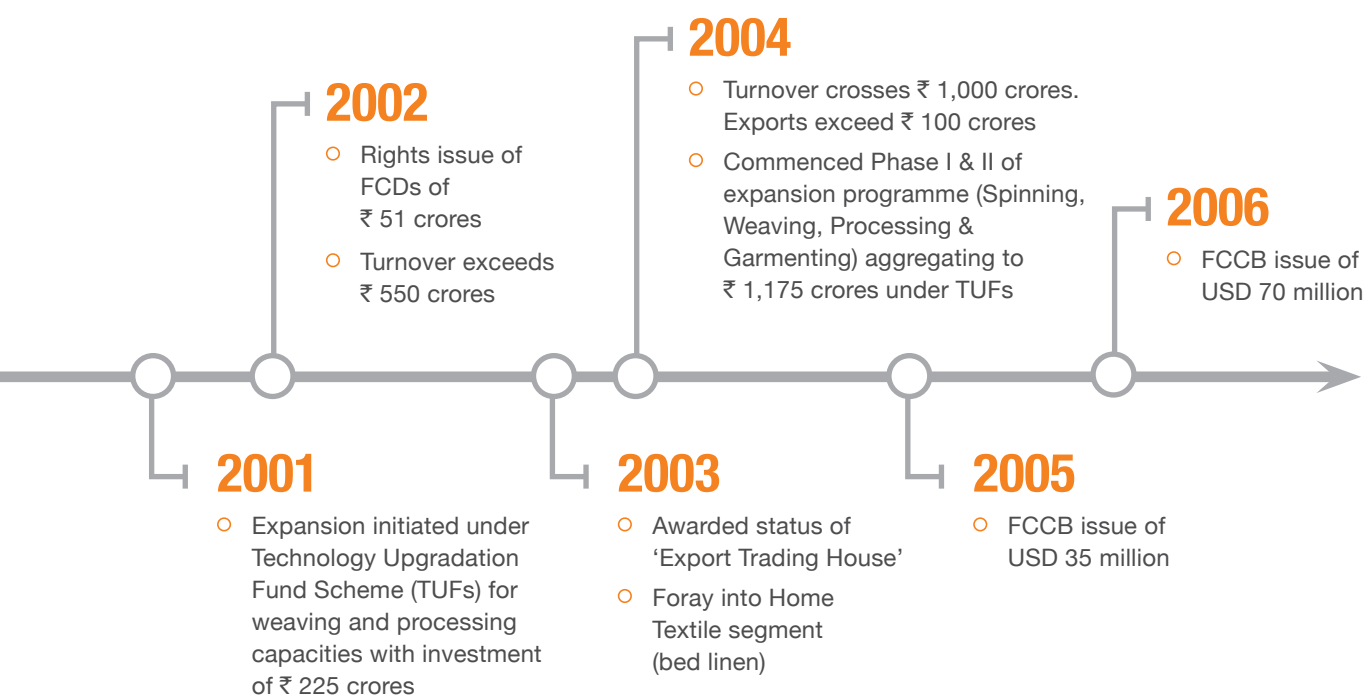 2001
Expansion initiated under
Technology Upgradation
Fund Scheme (TUFs) for
weaving and processing
capacities with investment
of ₹ 225 crores
2002
Rights issue of
FCDs of
₹ 51 crores
Turnover exceeds
₹ 550 crores
2003
Awarded status of
‘Export Trading House’
Foray into Home
Textile segment
(bed linen)
2004
Turnover crosses ₹ 1,000 crores.
Exports exceed ₹ 100 crores
Commenced Phase I & II of
expansion programme (Spinning,
Weaving, Processing &
Garmenting) aggregating to
₹ 1,175 crores under TUFs
2005
FCCB issue of
USD 35 million
2006
FCCB issue of
USD 70 million